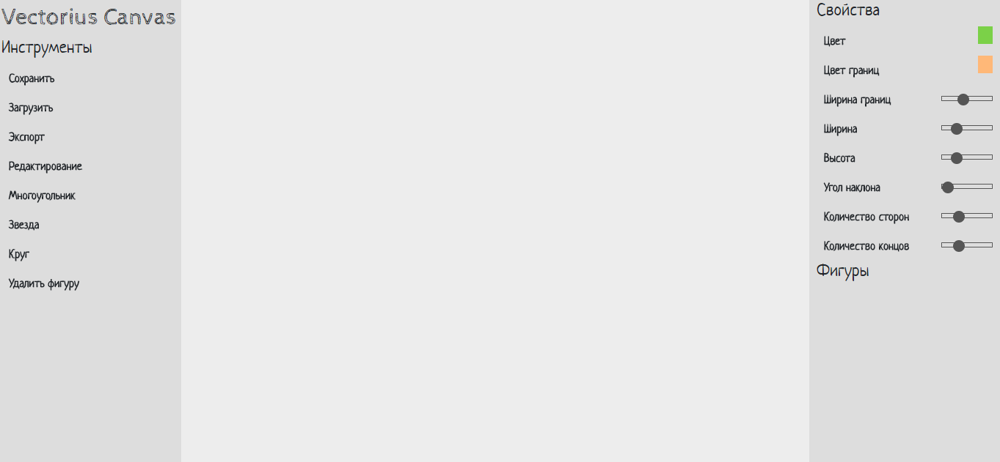 Vectorius Canvas
Инструменты
Сохранить
Загрузить
Экспорт
Редактирование
Многоугольник
Звезда
Круг
Удалить фигуру
Свойства
Цвет
Цвет границ
Ширина границ
Ширина
Высота
Угол наклона
Количество сторон
Количество концов
Фигуры